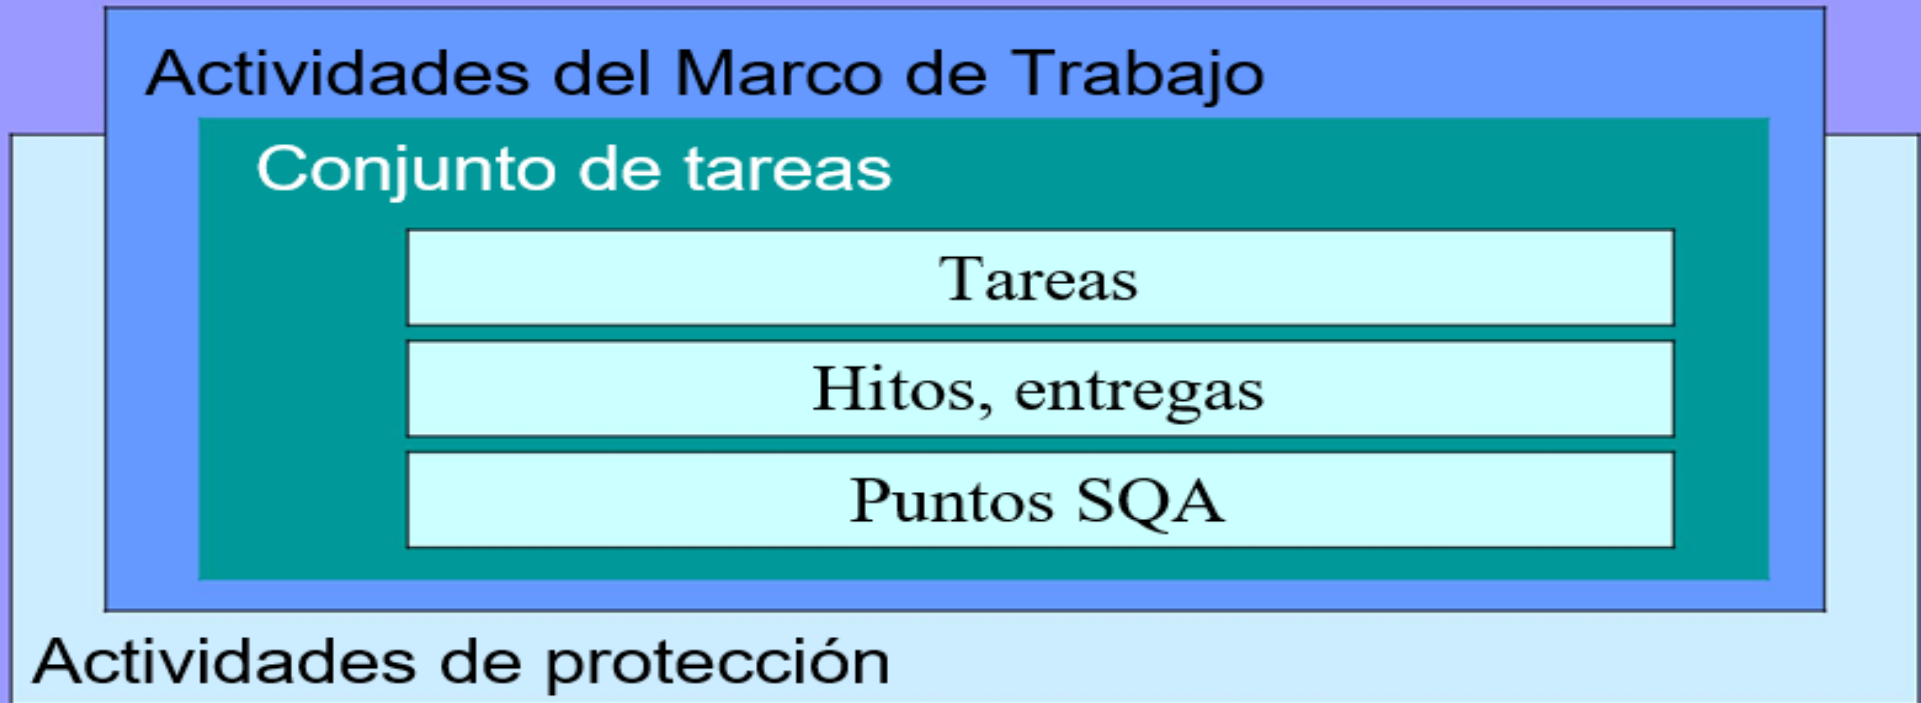 Actividades del Marco de Trabajo
Conjunto de tareas
Tareas
Hitos, entregas
Puntos SQA
Actividades de protección